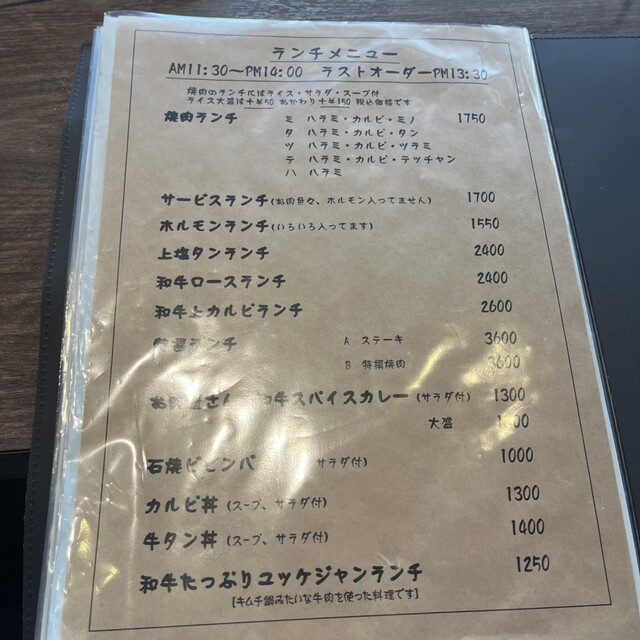 ランチメニュー
AM11:30～PM14:00　ラストオーダーPM13:30
焼肉のランチにはライス・サラダ・スープ付
ライス大盛は+¥50 おかわり+¥150 税込価格です
焼肉ランチ　ミ ハラミ・カルビ・ミノ　1750
タ ハラミ・カルビ・タン
ツ ハラミ・カルビ・ツラミ
テ ハラミ・カルビ・テッチャン
ハ ハラミ
サービスランチ(お肉色々、ホルモン入ってません)　1700
ホルモンランチ(いろいろ入ってます)　1550
上塩タンランチ　2400
和牛ロースランチ　2400
和牛上カルビランチ　2600
ランチ　A ステーキ　3600
B 特撰焼肉　3600
さん　牛スパイスカレー (サラダ付)　1300
大盛
石焼ビビンバ　サラダ付)　1000
カルビ丼 (スープ、サラダ付)　1300
牛タン丼 (スープ、サラダ付)　1400
和牛たっぷりユッケジャンランチ　1250
[キムチ鍋みたいな牛肉を使った料理です]